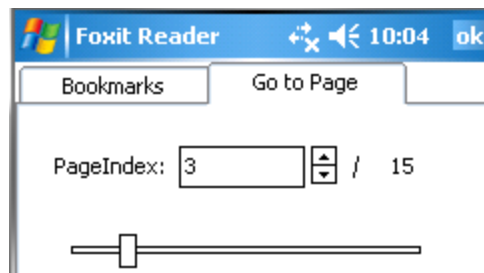 Foxit Reader 10:04 ok
Bookmarks Go to Page
PageIndex: 3 / 15